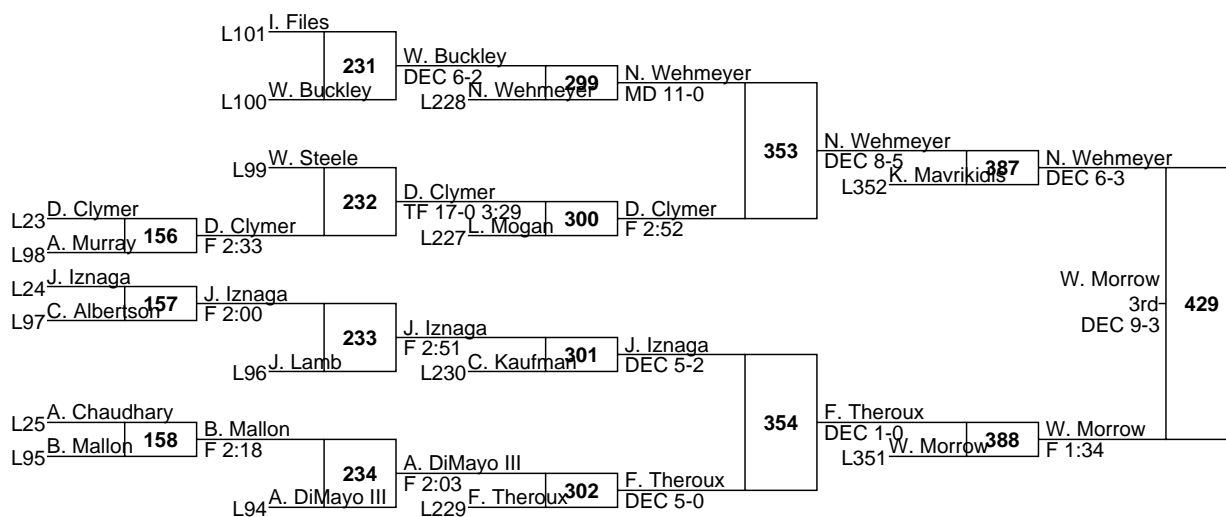 L101 I. Files
231
L100 W. Buckley
W. Buckley
DEC 6-2
299
L228 N. Wehmeyer
N. Wehmeyer
MD 11-0
L99 W. Steele
232
L23 D. Clymer
156
L98 A. Murray
D. Clymer
F 2:33
D. Clymer
TF 17-0 3:29
300
L227 L. Mogan
D. Clymer
F 2:52
353
N. Wehmeyer
DEC 8-5
387
L352 K. Mavrikidis
N. Wehmeyer
DEC 6-3
L24 J. Iznaga
157
L97 C. Albertson
J. Iznaga
F 2:00
233
L96 J. Lamb
J. Iznaga
F 2:51
301
L230 C. Kaufman
J. Iznaga
DEC 5-2
W. Morrow
3rd
DEC 9-3
429
L25 A. Chaudhary
158
L95 B. Mallon
B. Mallon
F 2:18
234
L94 A. DiMayo III
A. DiMayo III
F 2:03
302
L229 F. Theroux
F. Theroux
DEC 5-0
354
F. Theroux
DEC 1-0
388
L351 W. Morrow
W. Morrow
F 1:34